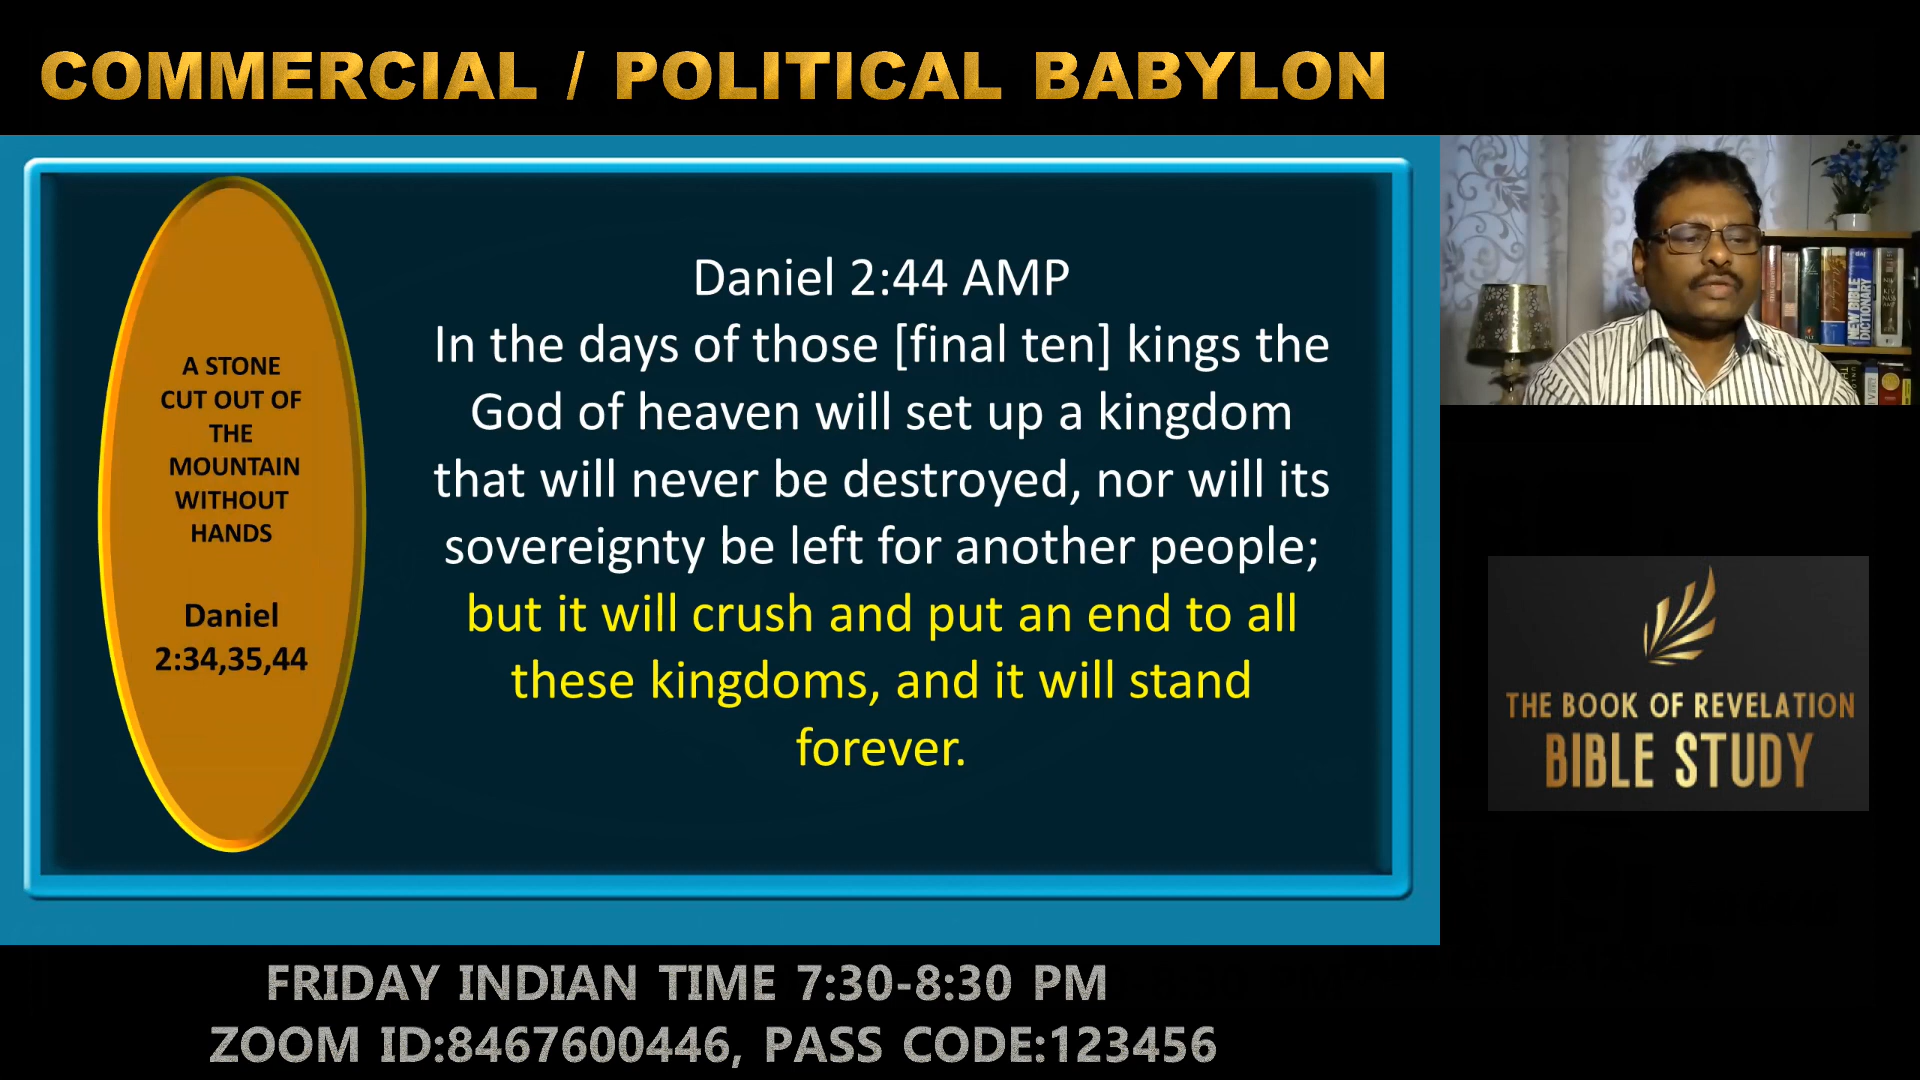 COMMERCIAL / POLITICAL BABYLON
A STONE
CUT OUT OF
THE
MOUNTAIN
WITHOUT
HANDS
Daniel
2:34,35,44
Daniel 2:44 AMP
In the days of those [final ten] kings the
God of heaven will set up a kingdom
that will never be destroyed, nor will its
sovereignty be left for another people;
but it will crush and put an end to all
these kingdoms, and it will stand
forever.
NEW BIBLE
DICTIONARY
THE BOOK OF REVELATION
BIBLE STUDY
FRIDAY INDIAN TIME 7:30-8:30 PM
ZOOM ID:8467600446, PASS CODE:123456